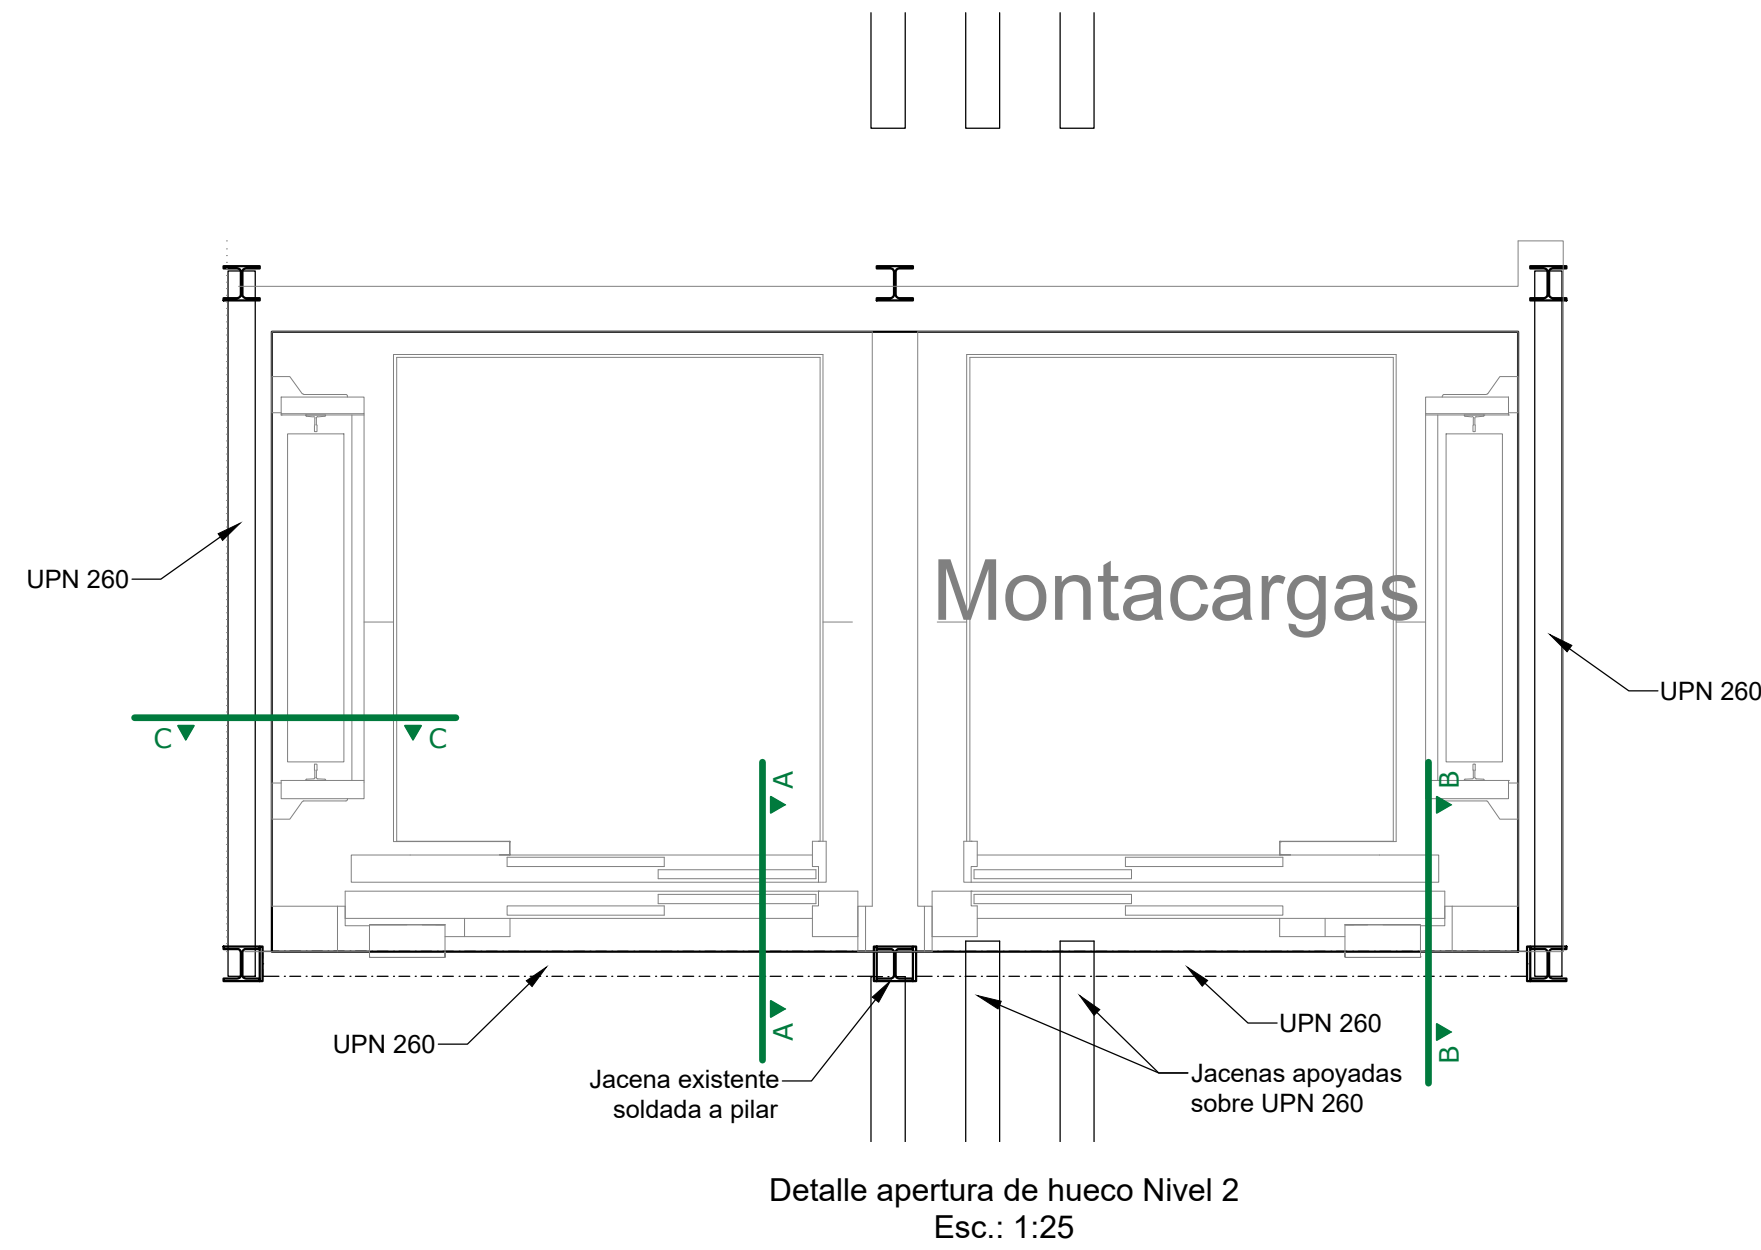 Montacargas
UPN 260
UPN 260
C
C
A
B
A
B
UPN 260
UPN 260
Jacena existente
soldada a pilar
Jacenas apoyadas
sobre UPN 260
Detalle apertura de hueco Nivel 2
Esc.: 1:25